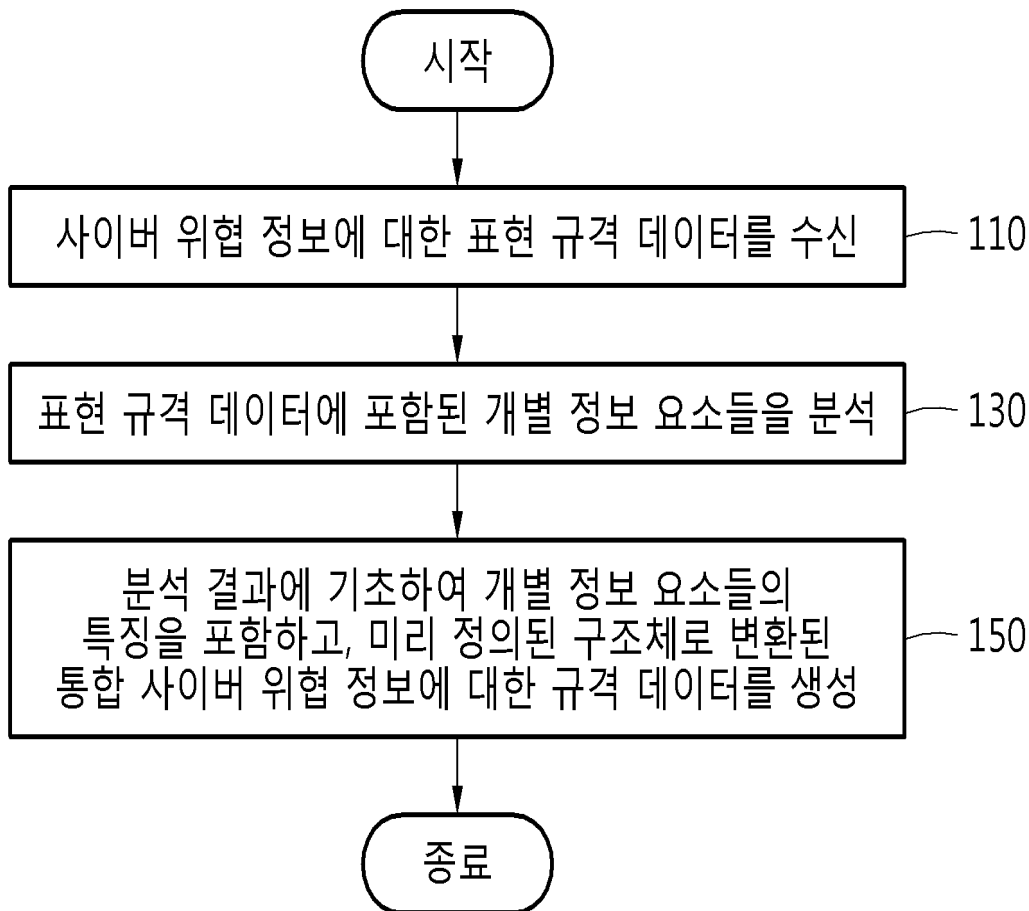 시작
사이버 위협 정보에 대한 표현 규격 데이터를 수신
110
표현 규격 데이터에 포함된 개별 정보 요소들을 분석
130
분석 결과에 기초하여 개별 정보 요소들의
특징을 포함하고, 미리 정의된 구조체로 변환된
통합 사이버 위협 정보에 대한 규격 데이터를 생성
150
종료